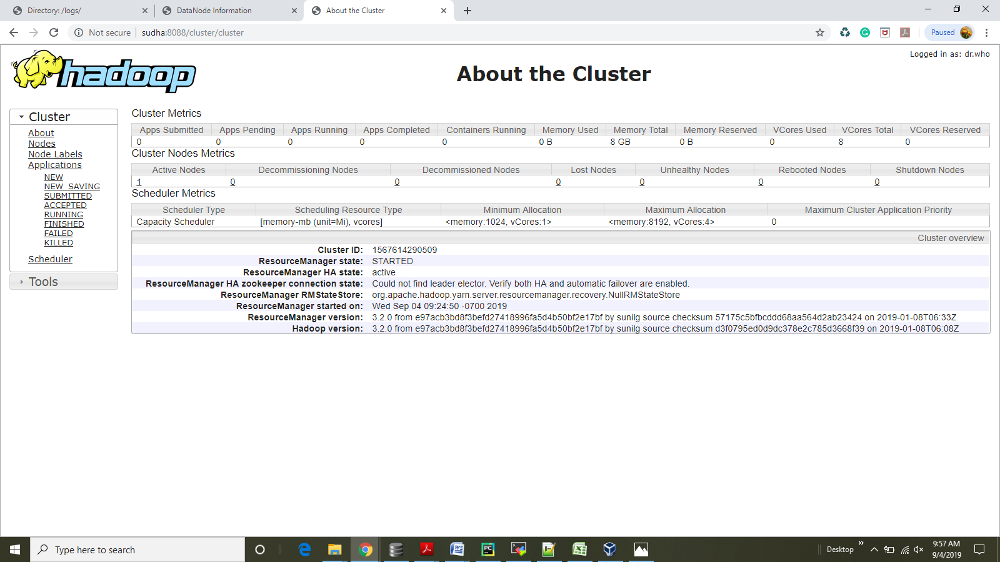 Directory: /logs/
DataNode Information
About the Cluster
Not secure
sudha:8088/cluster/cluster
Paused
hadoop
Logged in as: dr.who
About the Cluster
Cluster
About
Nodes
Node Labels
Applications
NEW
NEW_SAVING
SUBMITTED
ACCEPTED
RUNNING
FINISHED
FAILED
KILLED
Scheduler
Tools
Cluster Metrics
Apps Submitted Apps Pending Apps Running Apps Completed Containers Running Memory Used Memory Total Memory Reserved VCores Used VCores Total VCores Reserved
0 0 0 0 0 0 B 8 GB 0 B 0 8 0
Cluster Nodes Metrics
Active Nodes Decommissioning Nodes Decommissioned Nodes Lost Nodes Unhealthy Nodes Rebooted Nodes Shutdown Nodes
1 0 0 0 0 0 0
Scheduler Metrics
Scheduler Type Scheduling Resource Type Minimum Allocation Maximum Allocation Maximum Cluster Application Priority
Capacity Scheduler [memory-mb (unit=Mi), vcores] <memory:1024, vCores:1> <memory:8192, vCores:4> 0
Cluster overview
Cluster ID: 1567614290509
ResourceManager state: STARTED
ResourceManager HA state: active
ResourceManager HA zookeeper connection state: Could not find leader elector. Verify both HA and automatic failover are enabled.
ResourceManager RMStateStore: org.apache.hadoop.yarn.server.resourcemanager.recovery.NullRMStateStore
ResourceManager started on: Wed Sep 04 09:24:50 -0700 2019
ResourceManager version: 3.2.0 from e97acb3bd8f3befd27418996fa5d4b50bf2e17bf by sunilg source checksum 57175c5bfbcddd68aa564d2ab23424 on 2019-01-08T06:33Z
Hadoop version: 3.2.0 from e97acb3bd8f3befd27418996fa5d4b50bf2e17bf by sunilg source checksum d3f0795ed0d9dc378e2c785d3668f39 on 2019-01-08T06:08Z
Type here to search
Desktop
9:57 AM
9/4/2019